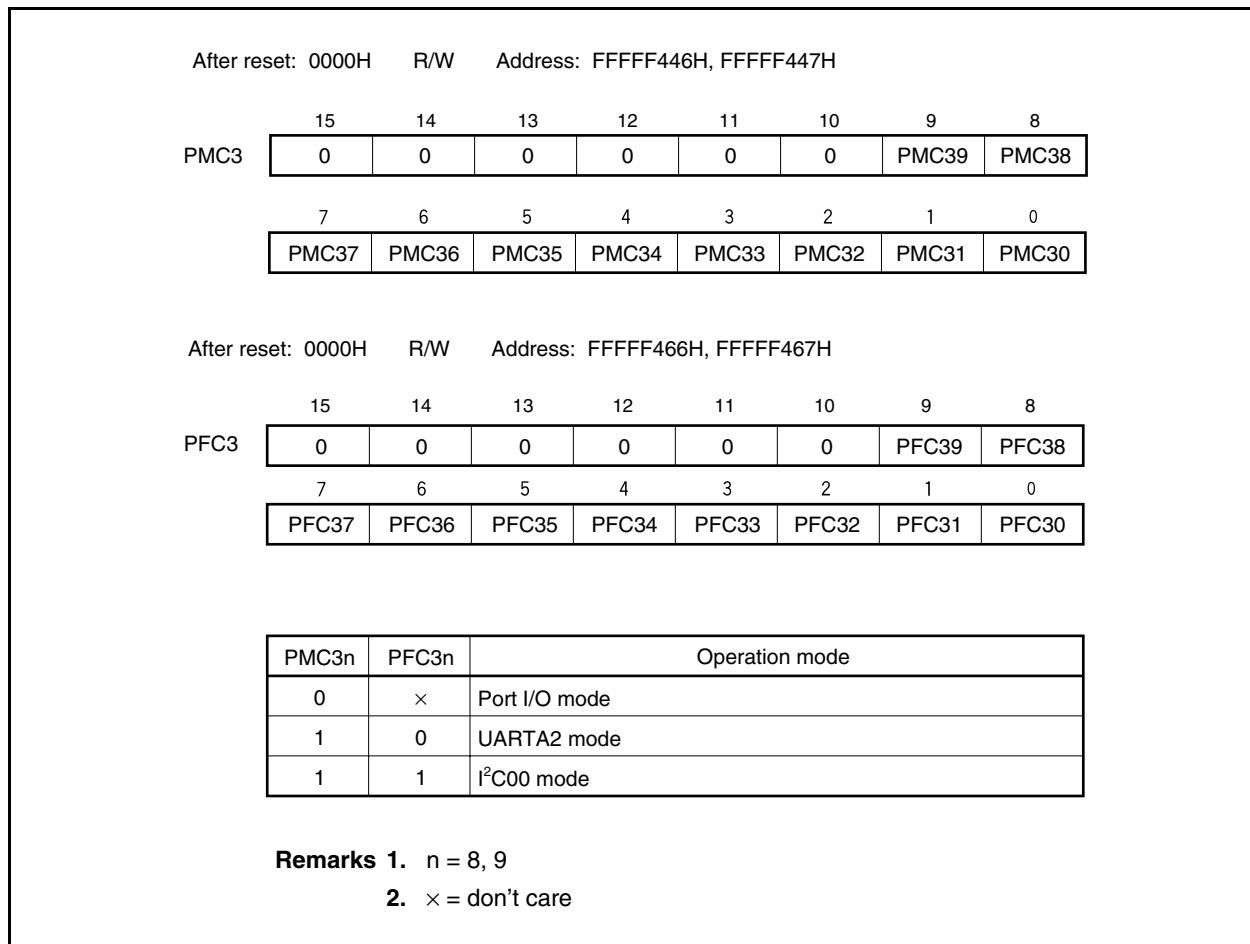 After reset: 0000H R/W Address: FFFFF446H, FFFFF447H
15 14 13 12 11 10 9 8
PMC3 0 0 0 0 0 0 PMC39 PMC38
7 6 5 4 3 2 1 0
PMC37 PMC36 PMC35 PMC34 PMC33 PMC32 PMC31 PMC30
After reset: 0000H R/W Address: FFFFF466H, FFFFF467H
15 14 13 12 11 10 9 8
PFC3 0 0 0 0 0 0 PFC39 PFC38
7 6 5 4 3 2 1 0
PFC37 PFC36 PFC35 PFC34 PFC33 PFC32 PFC31 PFC30
PMC3n PFC3n Operation mode
0 × Port I/O mode
1 0 UARTA2 mode
1 1 I²C00 mode
Remarks 1. n = 8, 9
2. × = don't care